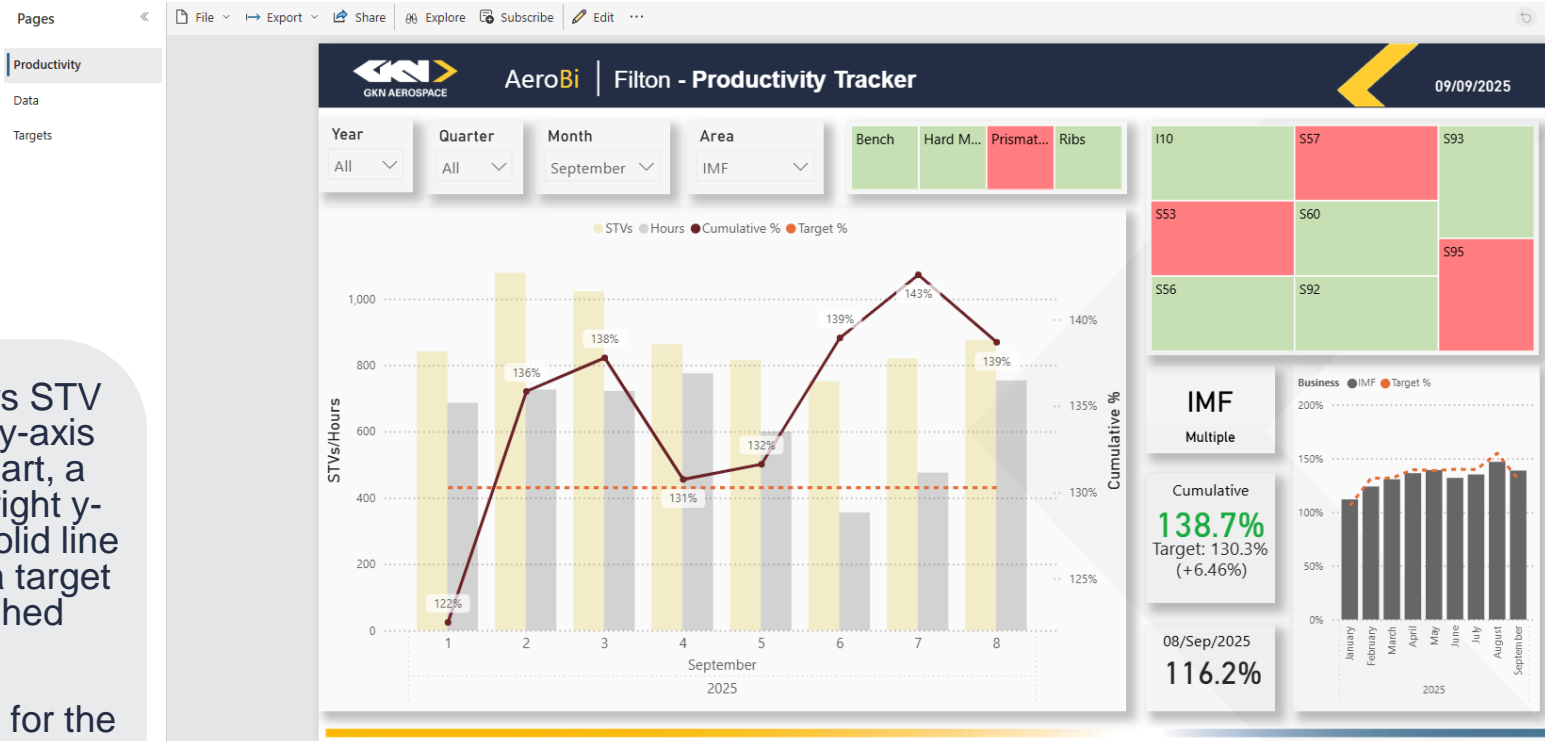 Pages
Productivity
Data
Targets
File
Export
Share
Explore
Subscribe
Edit
GKN AEROSPACE
AeroBi | Filton - Productivity Tracker
09/09/2025
Year
All
Quarter
All
Month
September
Area
IMF
Bench
Hard M...
Prismat...
Ribs
I10
S57
S93
S53
S60
S95
S56
S92
STVs Hours Cumulative % Target %
STVs/Hours
1,000
800
600
400
200
0
122%
136%
138%
131%
132%
139%
143%
139%
140%
135%
130%
125%
Cumulative %
1 2 3 4 5 6 7 8
September
2025
IMF
Multiple
Cumulative
138.7%
Target: 130.3%
(+6.46%)
08/Sep/2025
116.2%
Business IMF Target %
200%
150%
100%
50%
0%
January
February
March
April
May
June
July
August
September
2025
s STV
y-axis
art, a
ight y-
olid line
a target
hed
for the